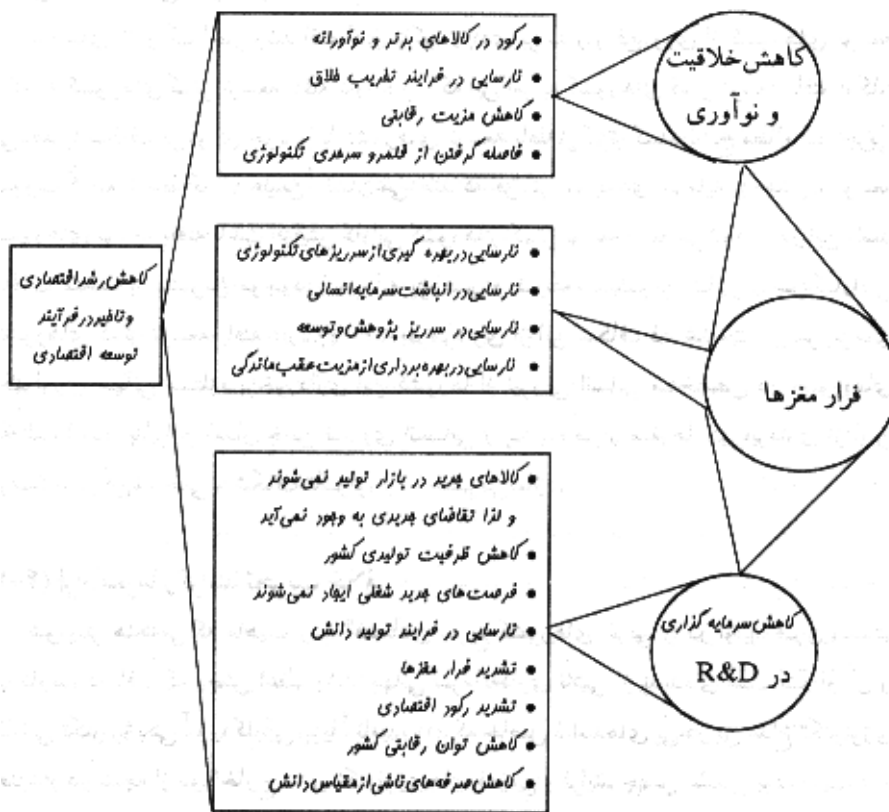 کاهش خلاقیت
و نوآوری
فرار مغزها
کاهش سرمایه گذاری
در R&D
• رکود در کالاهای برتر و نوآورانه
• نارسایی در فرایند تخریب خلاق
• کاهش مزیت رقابتی
• فاصله گرفتن از قلمرو سرحدی تکنولوژی
• نارسایی در بهره گیری از سرریزهای تکنولوژی
• نارسایی در انباشت سرمایه انسانی
• نارسایی در سرریز پژوهش و توسعه
• نارسایی در بهره برداری از مزیت عقب ماندگی
• کالاهای جدید در بازار تولید نمی‌شوند
و لذا تقاضای جدیدی به وجود نمی‌آید
• کاهش ظرفیت تولیدی کشور
• فرصت‌های جدید شغلی ایجاد نمی‌شوند
• نارسایی در فرایند تولید دانش
• تشدید فرار مغزها
• تشدید رکود اقتصادی
• کاهش توان رقابتی کشور
• کاهش صرفه‌های ناشی از مقیاس دانش
کاهش رشد اقتصادی
و تاخیر در فرآیند
توسعه اقتصادی